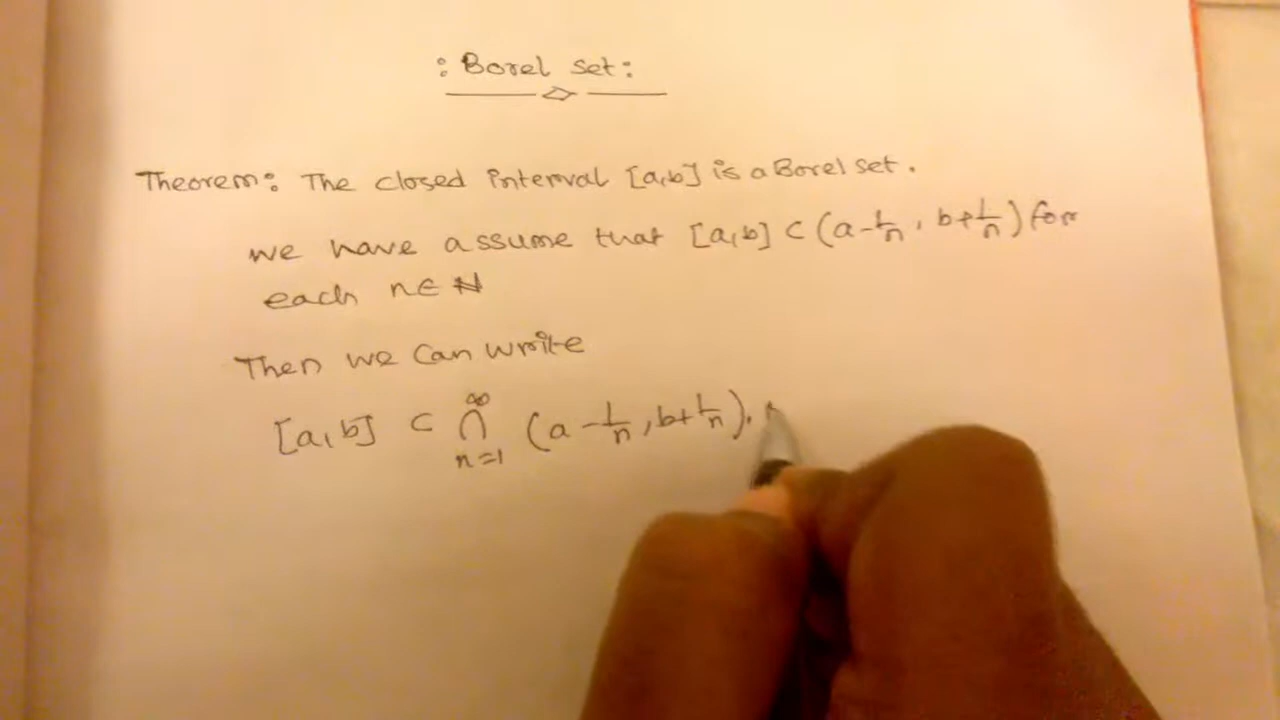 : Borel set:
Theorem: The closed interval [a,b] is a Borel set.
we have assume that [a,b] ⊂ (a-1/n, b+1/n) for
each n∈ℕ
Then we can write
[a,b] ⊂ ∞∩n=1 (a-1/n, b+1/n).